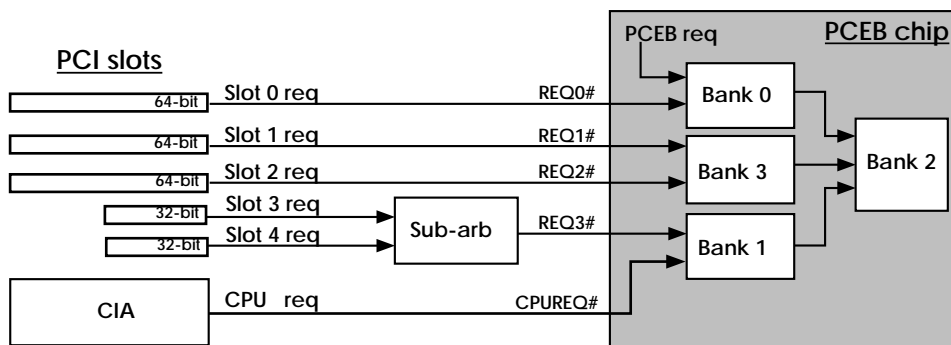 PCEB req
PCEB chip
PCI slots
64-bit
Slot 0 req
REQ0#
Bank 0
64-bit
Slot 1 req
REQ1#
Bank 3
Bank 2
64-bit
Slot 2 req
REQ2#
32-bit
Slot 3 req
Sub-arb
REQ3#
32-bit
Slot 4 req
Bank 1
CIA
CPU req
CPUREQ#